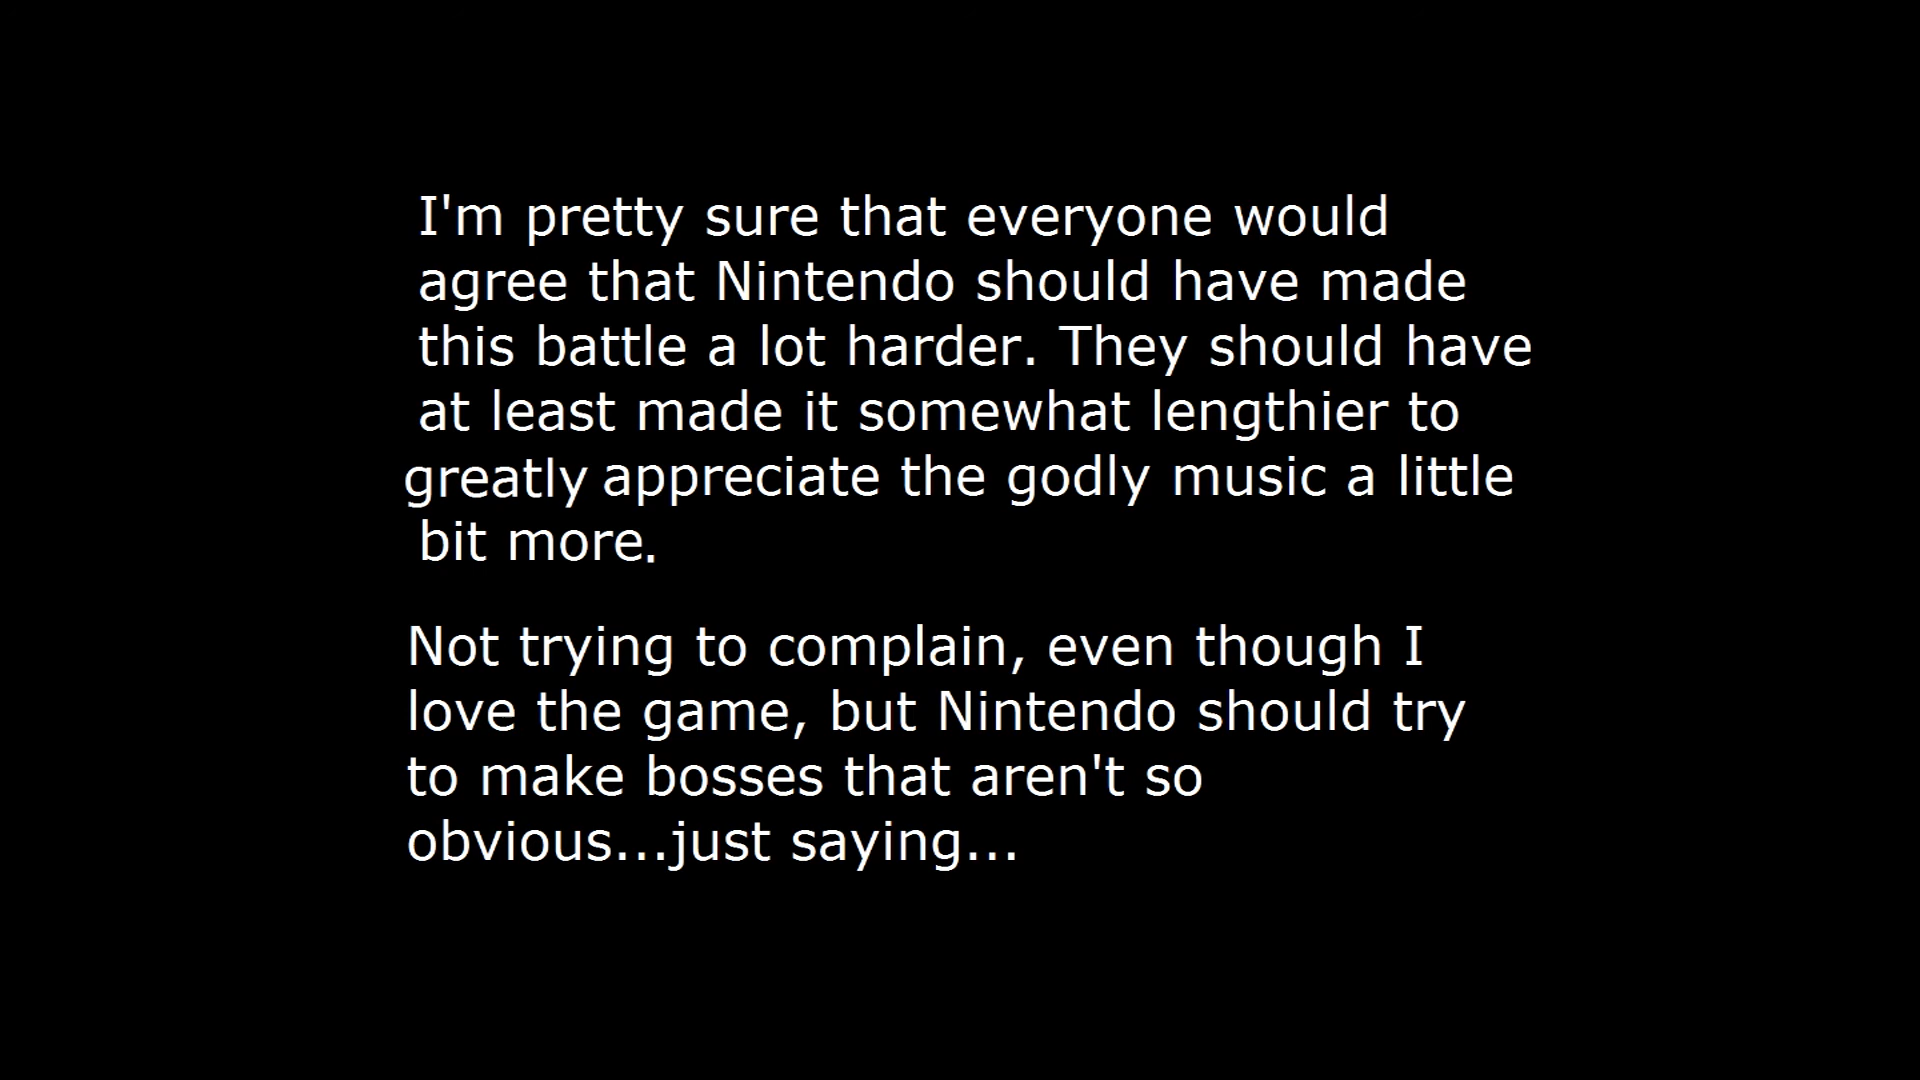 I'm pretty sure that everyone would
agree that Nintendo should have made
this battle a lot harder. They should have
at least made it somewhat lengthier to
greatly appreciate the godly music a little
bit more.
Not trying to complain, even though I
love the game, but Nintendo should try
to make bosses that aren't so
obvious...just saying...